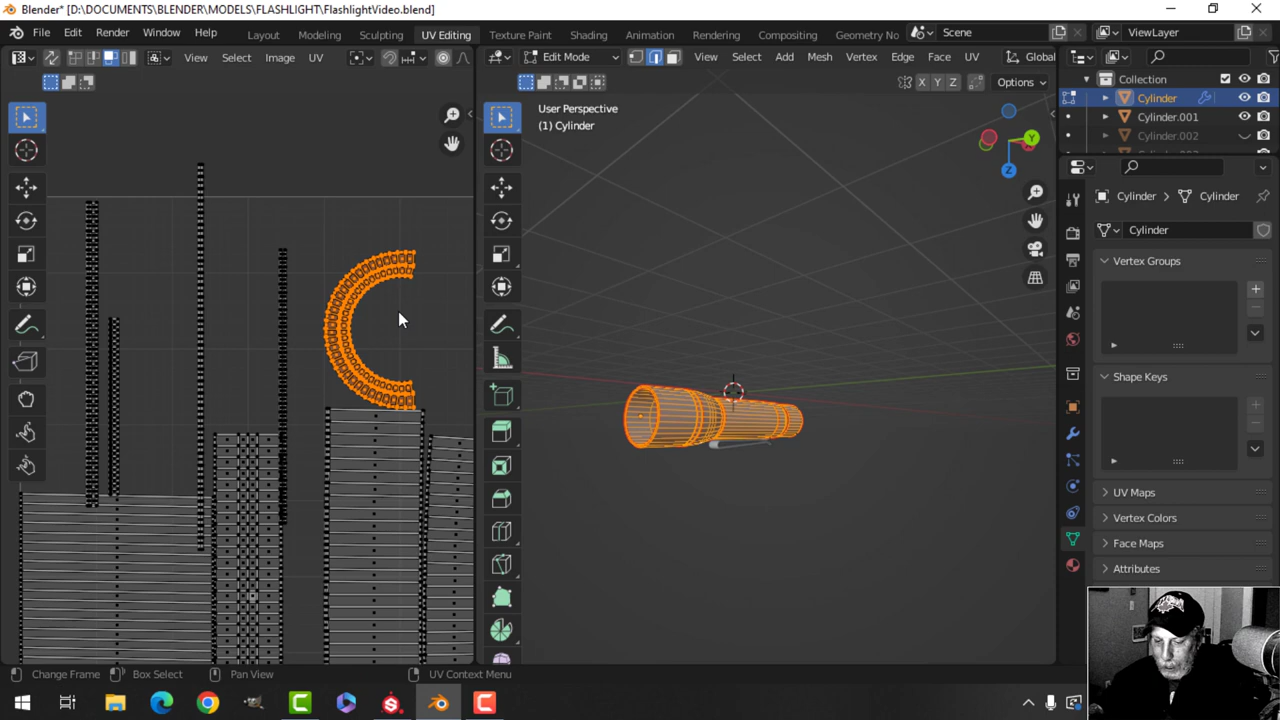 Blender* [D:\DOCUMENTS\BLENDER\MODELS\FLASHLIGHT\FlashlightVideo.blend]
File Edit Render Window Help Layout Modeling Sculpting UV Editing Texture Paint Shading Animation Rendering Compositing Geometry No Scene ViewLayer
View Select Image UV Edit Mode View Select Add Mesh Vertex Edge Face UV Global
X Y Z Options Collection
User Perspective
(1) Cylinder
Cylinder
Cylinder.001
Cylinder.002
Y
Z
Cylinder > Cylinder
Cylinder
Vertex Groups
Shape Keys
UV Maps
Vertex Colors
Face Maps
Attributes
Change Frame Box Select Pan View UV Context Menu